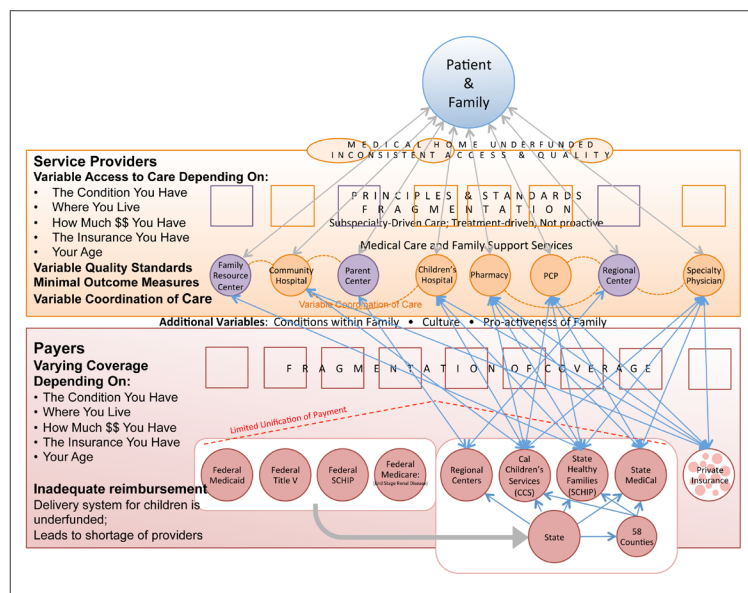 Patient
&
Family
MEDICAL HOME UNDERFUNDED
INCONSISTENT ACCESS & QUALITY
Service Providers
Variable Access to Care Depending On:
• The Condition You Have
• Where You Live
• How Much $$ You Have
• The Insurance You Have
• Your Age
Variable Quality Standards
Minimal Outcome Measures
Variable Coordination of Care
PRINCIPLES & STANDARDS
FRAGMENTATION
Subspecialty-Driven Care; Treatment-driven, Not proactive
Medical Care and Family Support Services
Family
Resource
Center
Community
Hospital
Parent
Center
Children's
Hospital
Pharmacy
PCP
Regional
Center
Specialty
Physician
Variable Coordination of Care
Additional Variables: Conditions within Family • Culture • Pro-activeness of Family
Payers
Varying Coverage
Depending On:
• The Condition You Have
• Where You Live
• How Much $$ You Have
• The Insurance You Have
• Your Age
Inadequate reimbursement
Delivery system for children is
underfunded;
Leads to shortage of providers
FRAGMENTATION OF COVERAGE
Limited Unification of Payment
Federal
Medicaid
Federal
Title V
Federal
SCHIP
Federal
Medicare:
(End Stage Renal Disease)
Regional
Centers
Cal
Children's
Services
(CCS)
State
Healthy
Families
(SCHIP)
State
MediCal
Private
Insurance
State
58
Counties